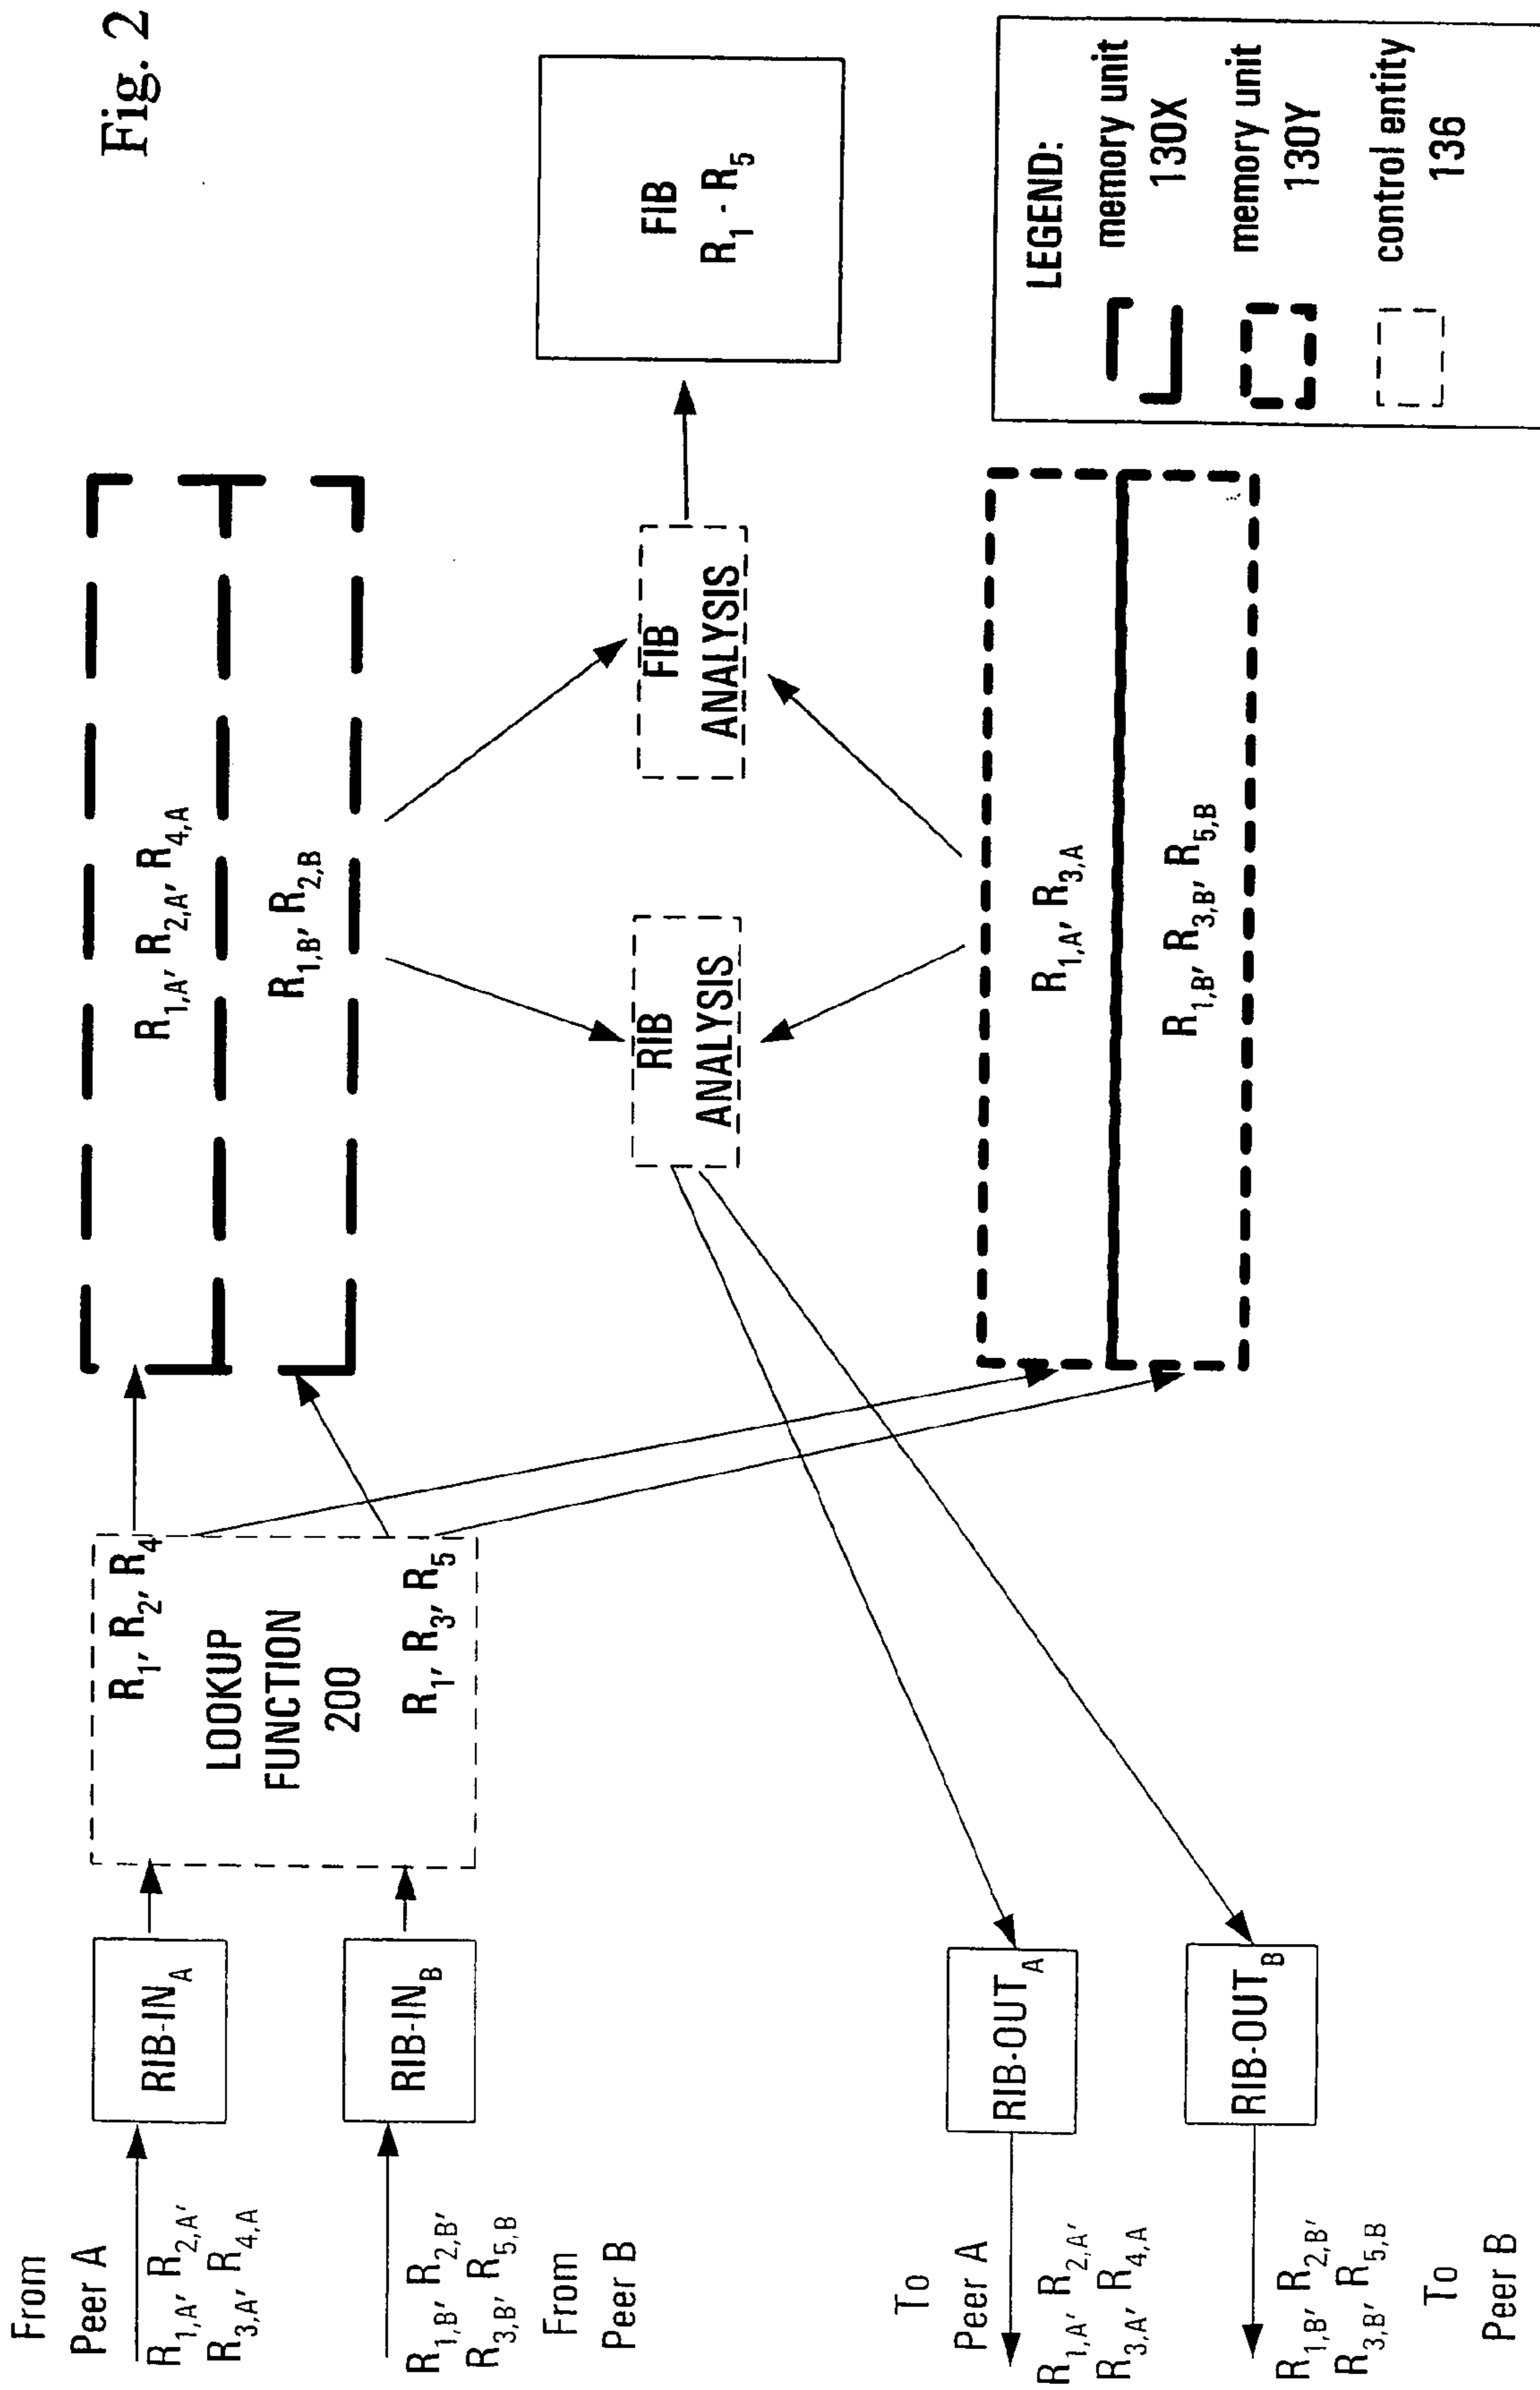 Fig. 2
From
Peer A
R1,A, R2,A,
R3,A, R4,A
RIB-INA
R1, R2, R4
LOOKUP
FUNCTION
200
R1, R3, R5
RIB-INB
R1,B, R2,B,
R3,B, R5,B
From
Peer B
R1,A, R2,A, R4,A
R1,B, R2,B
RIB
ANALYSIS
FIB
ANALYSIS
FIB
R1 - R5
R1,A, R3,A
R1,B, R3,B, R5,B
To
Peer A
R1,A, R2,A,
R3,A, R4,A
RIB-OUTA
RIB-OUTB
R1,B, R2,B,
R3,B, R5,B
To
Peer B
LEGEND:
memory unit
130X
memory unit
130Y
control entity
136